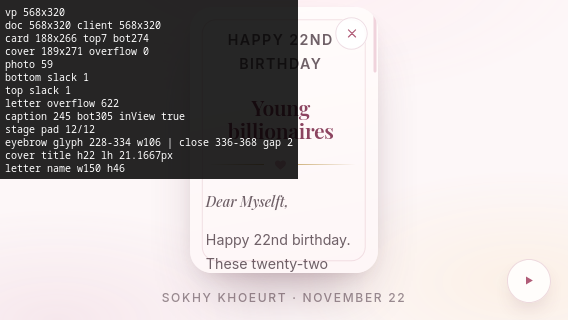 vp 568x320
doc 568x320 client 568x320
card 188x266 top7 bot274
cover 189x271 overflow 0
photo 59
bottom slack 1
top slack 1
letter overflow 622
caption 245 bot305 inView true
stage pad 12/12
eyebrow glyph 228-334 w106 | close 336-368 gap 2
cover title h22 lh 21.1667px
letter name w150 h46
HAPPY 22ND
BIRTHDAY
Young
billionaires
Dear Myselft,
Happy 22nd birthday.
These twenty-two
SOKHY KHOEURT · NOVEMBER 22